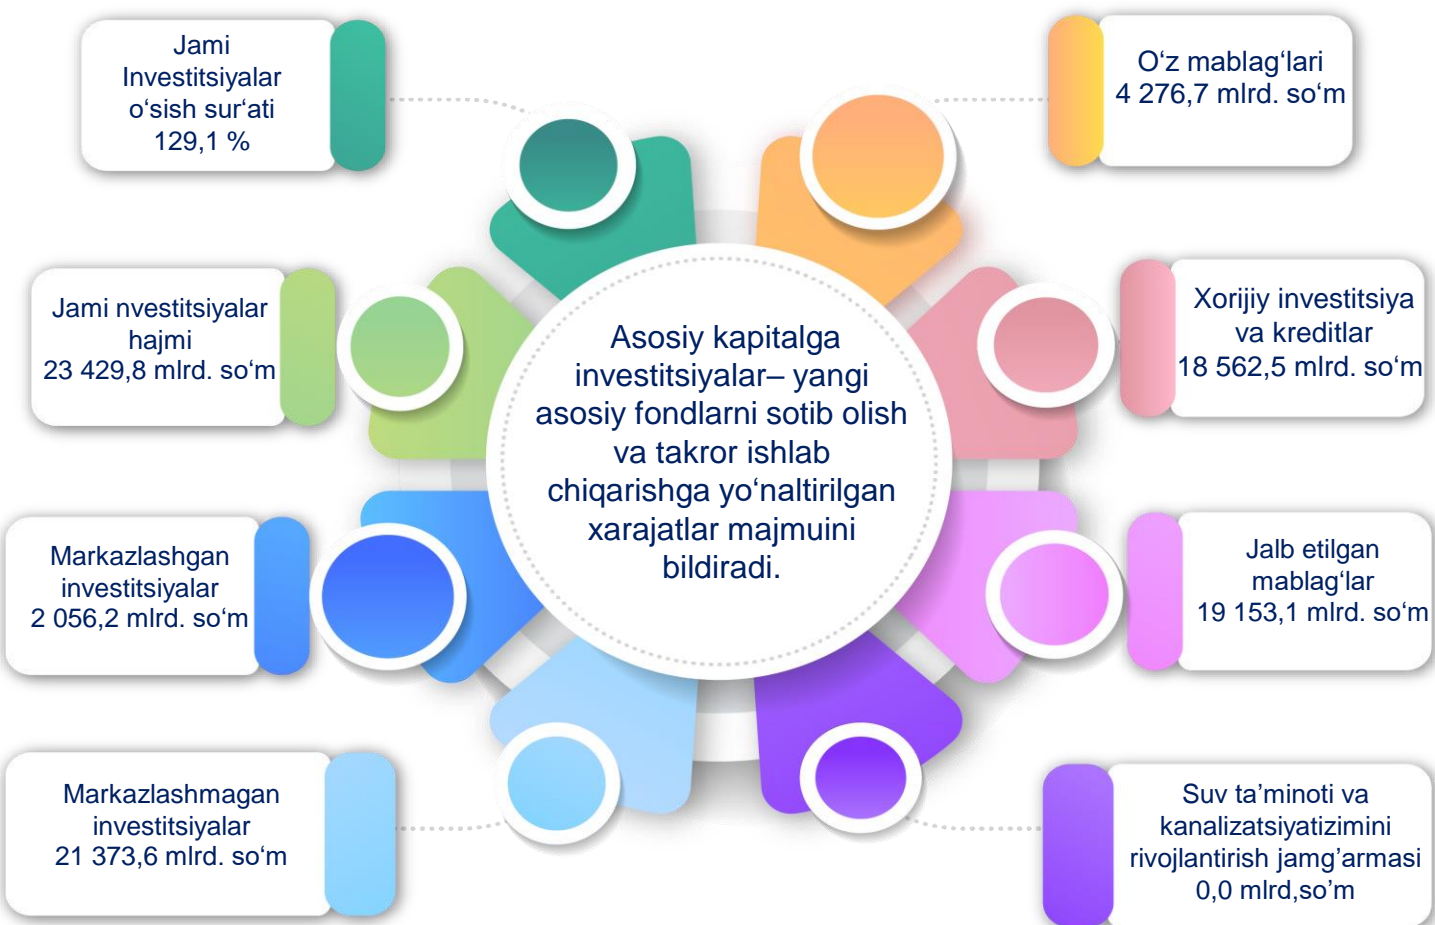 Jami
Investitsiyalar
o‘sish sur‘ati
129,1 %
O‘z mablag‘lari
4 276,7 mlrd. so‘m
Jami nvestitsiyalar
hajmi
23 429,8 mlrd. so‘m
Xorijiy investitsiya
va kreditlar
18 562,5 mlrd. so‘m
Asosiy kapitalga
investitsiyalar– yangi
asosiy fondlarni sotib olish
va takror ishlab
chiqarishga yo‘naltirilgan
xarajatlar majmuini
bildiradi.
Markazlashgan
investitsiyalar
2 056,2 mlrd. so‘m
Jalb etilgan
mablag‘lar
19 153,1 mlrd. so‘m
Markazlashmagan
investitsiyalar
21 373,6 mlrd. so‘m
Suv ta’minoti va
kanalizatsiyatizimini
rivojlantirish jamg’armasi
0,0 mlrd,so’m